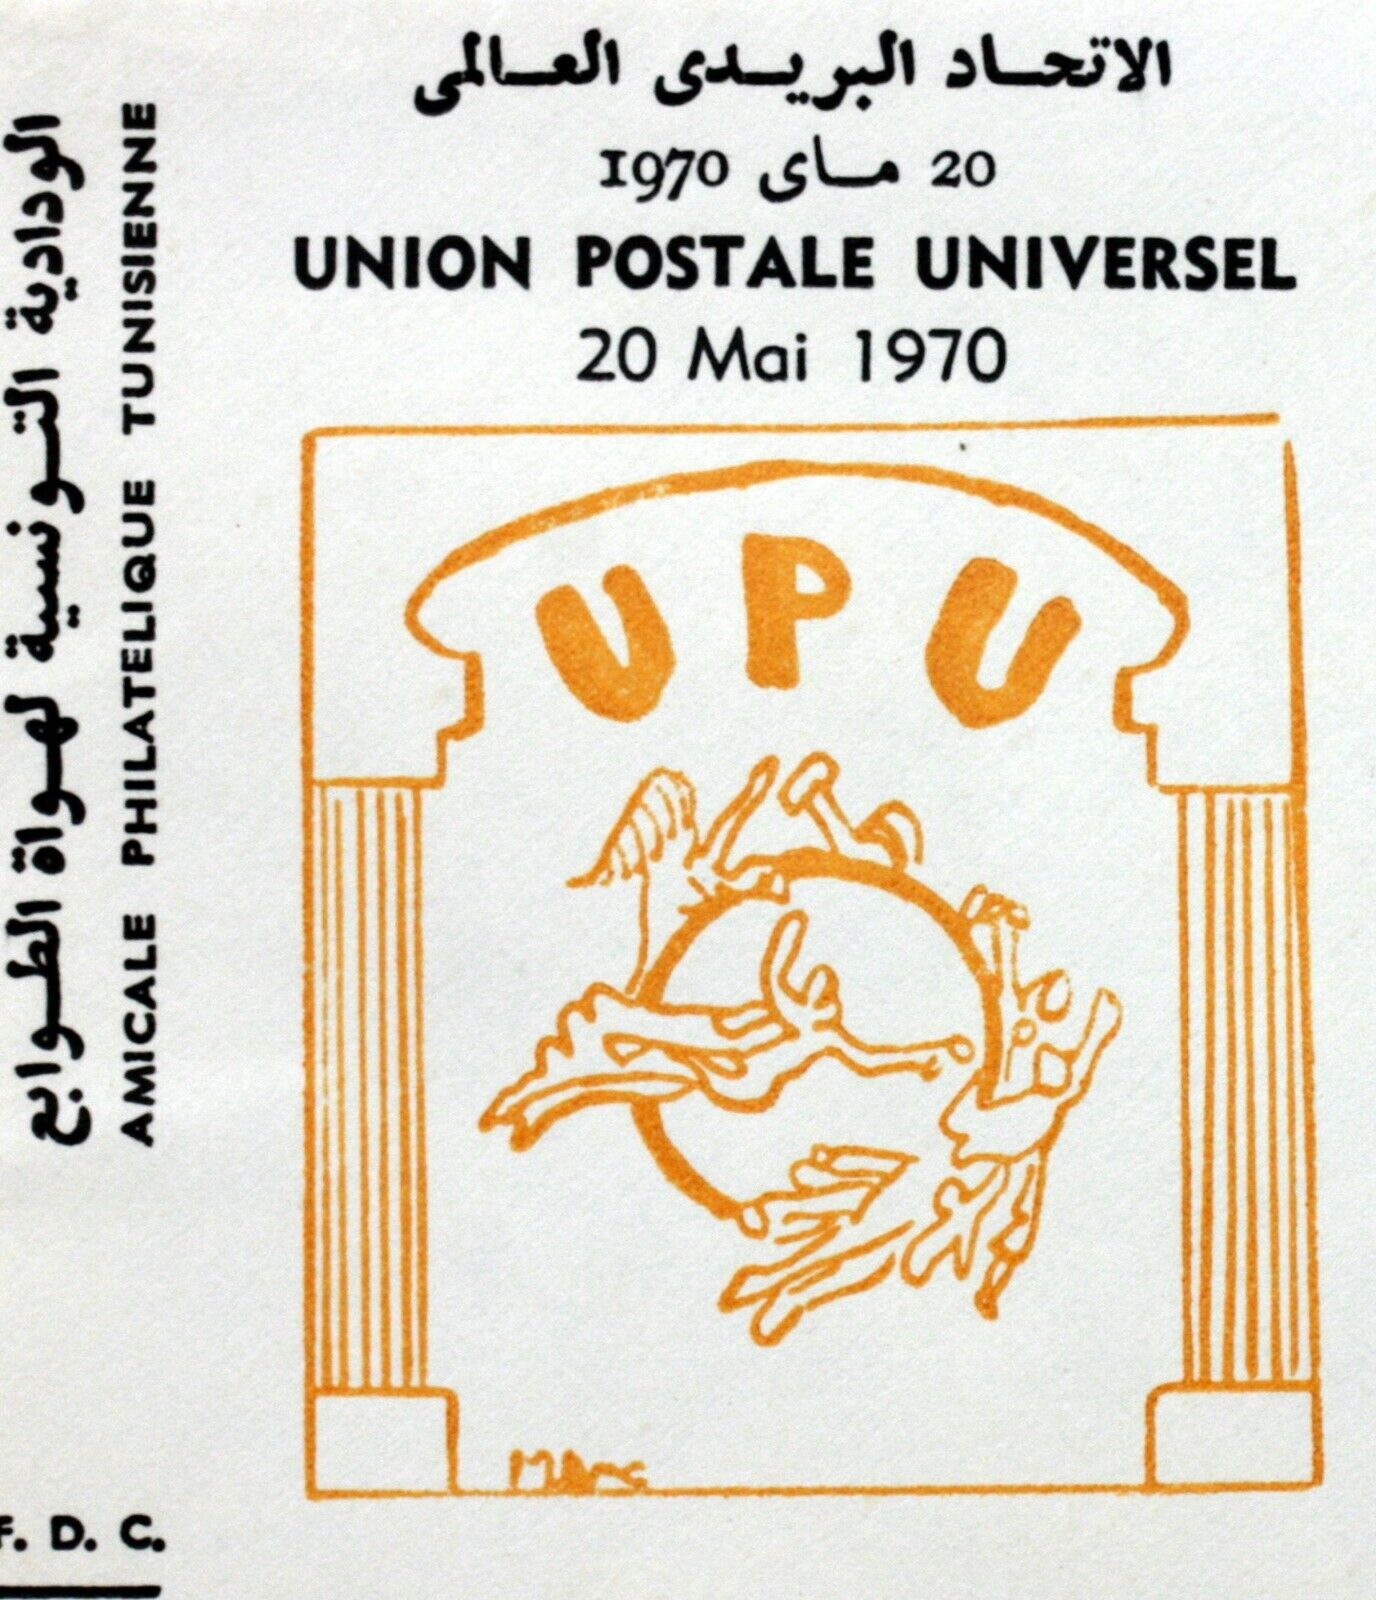 الاتحاد البريدى العالمى
20 ماى 1970
UNION POSTALE UNIVERSEL
20 Mai 1970
الودادية التونسية لهواة الطوابع
AMICALE PHILATELIQUE TUNISIENNE
UPU
F. D. C.